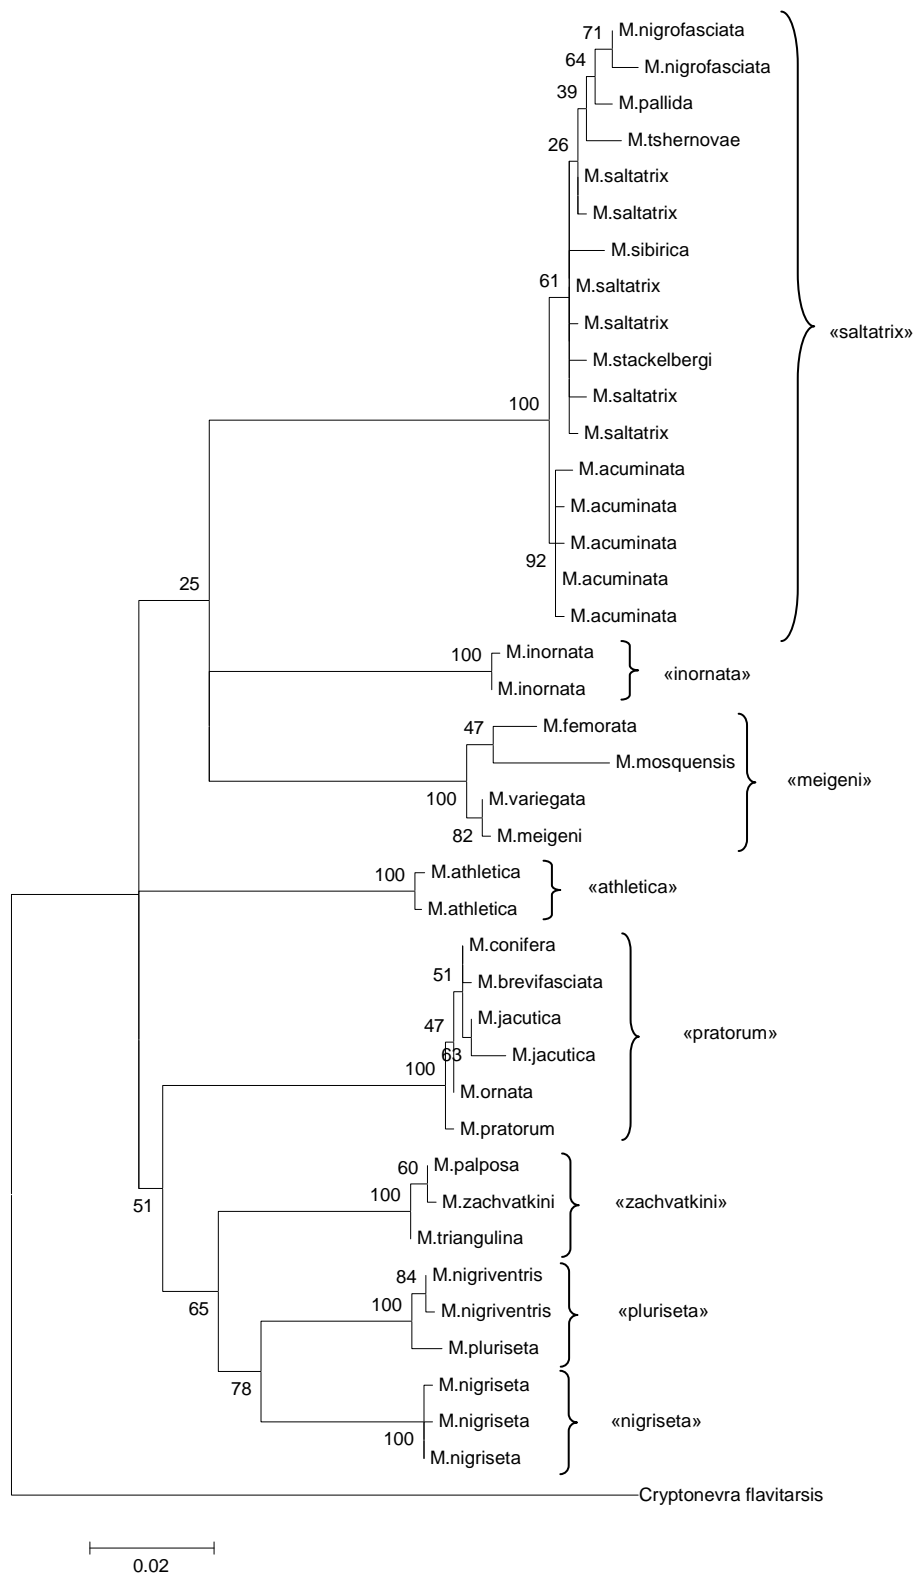 71
M.nigrofasciata
64
M.nigrofasciata
39
M.pallida
26
M.tshernovae
M.saltatrix
M.saltatrix
M.sibirica
61
M.saltatrix
M.saltatrix
«saltatrix»
M.stackelbergi
100
M.saltatrix
M.saltatrix
M.acuminata
M.acuminata
M.acuminata
92
M.acuminata
25
M.acuminata
100
M.inornata
«inornata»
M.inornata
47
M.femorata
M.mosquensis
«meigeni»
100
M.variegata
82
M.meigeni
100
M.athletica
«athletica»
M.athletica
M.conifera
51
M.brevifasciata
47
M.jacutica
«pratorum»
63
M.jacutica
100
M.ornata
M.pratorum
60
M.palposa
100
M.zachvatkini
«zachvatkini»
51
M.triangulina
84
M.nigriventris
100
M.nigriventris
«pluriseta»
65
M.pluriseta
78
M.nigriseta
M.nigriseta
«nigriseta»
100
M.nigriseta
Cryptonevra flavitarsis
0.02